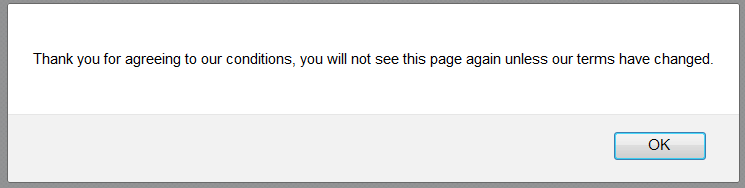 Thank you for agreeing to our conditions, you will not see this page again unless our terms have changed.
OK